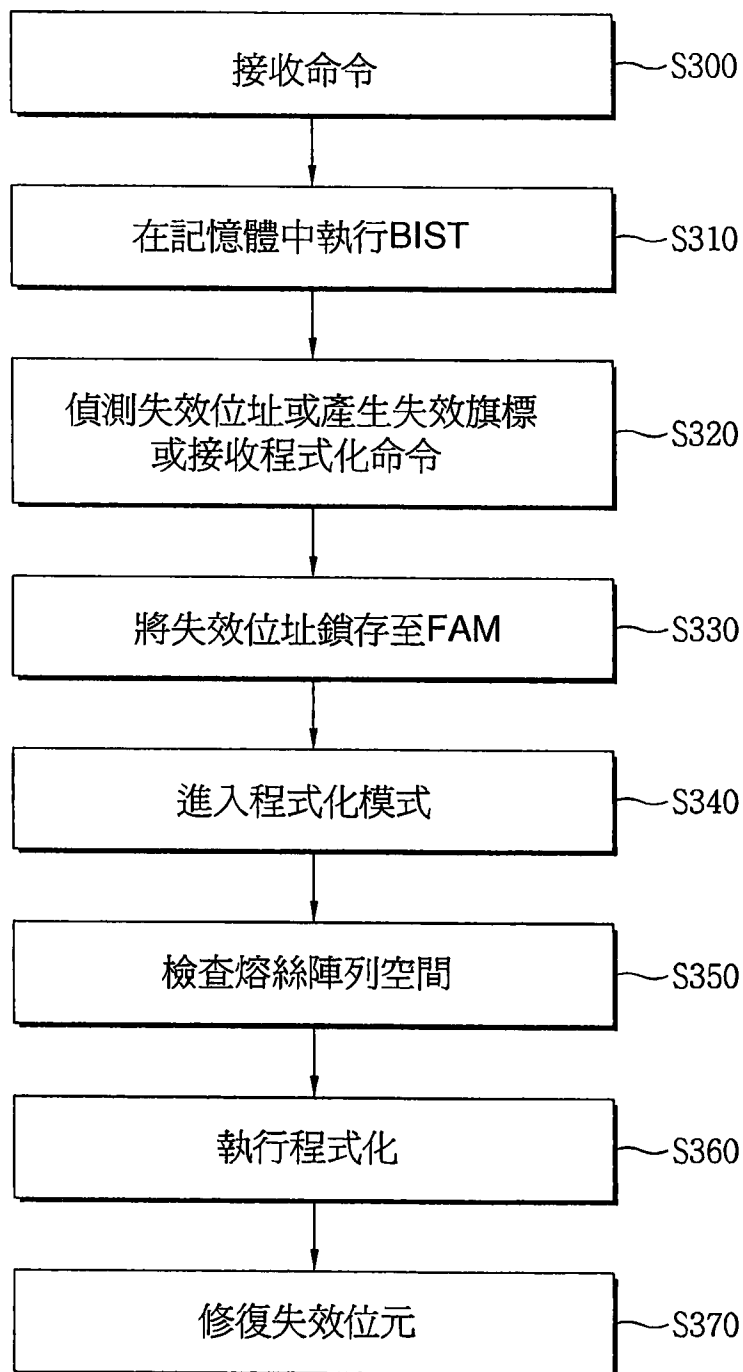 接收命令
S300
在記憶體中執行BIST
S310
偵測失效位址或產生失效旗標
或接收程式化命令
S320
將失效位址鎖存至FAM
S330
進入程式化模式
S340
檢查熔絲陣列空間
S350
執行程式化
S360
修復失效位元
S370